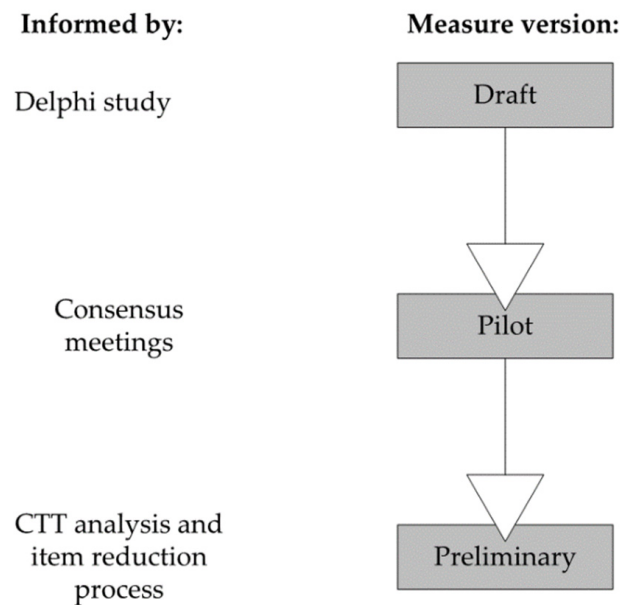 Informed by:
Measure version:
Delphi study
Draft
Consensus
meetings
Pilot
CTT analysis and
item reduction
process
Preliminary